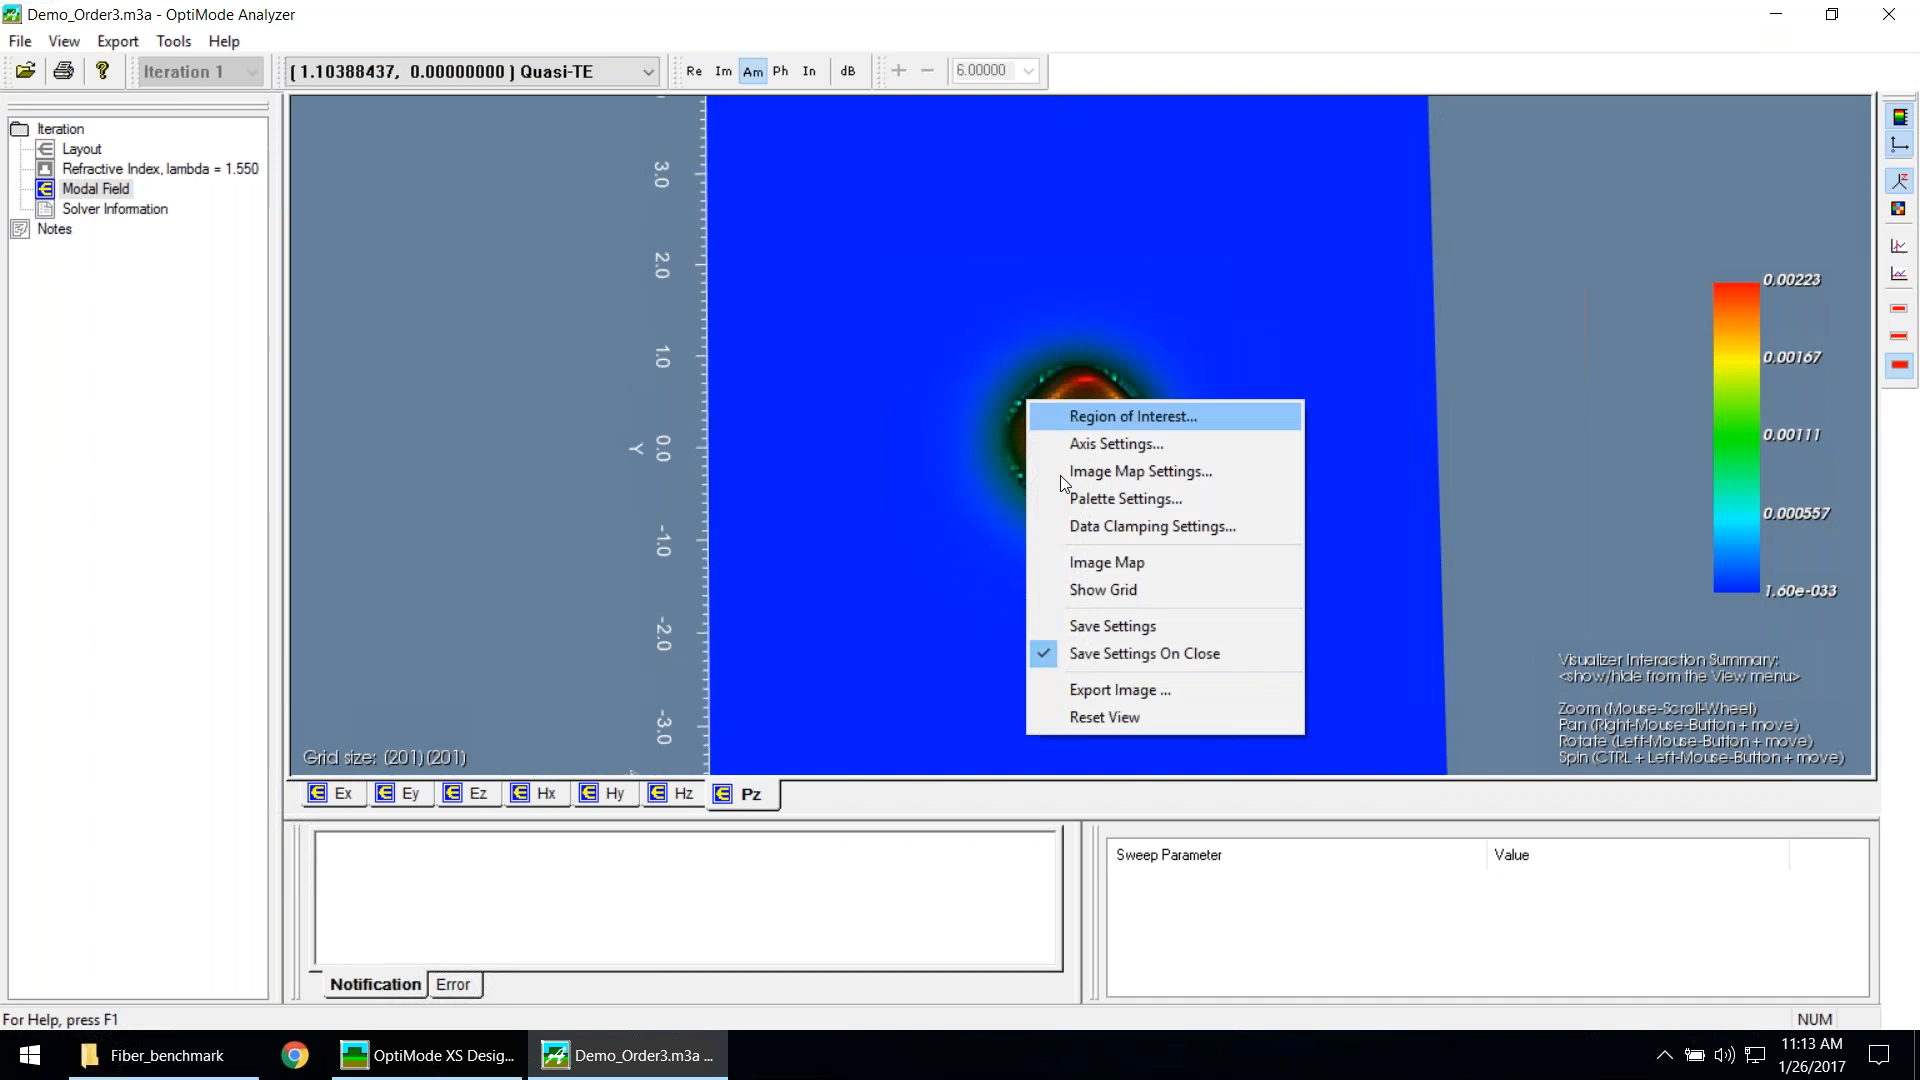 Demo_Order3.m3a - OptiMode Analyzer
File View Export Tools Help
Iteration 1
( 1.10388437, 0.00000000 ) Quasi-TE
Re Im Am Ph In dB
6.00000
Iteration
Layout
Refractive Index, lambda = 1.550
Modal Field
Solver Information
Notes
3.0
2.0
1.0
0.0
Y
-1.0
-2.0
-3.0
Region of Interest...
Axis Settings...
Image Map Settings...
Palette Settings...
Data Clamping Settings...
Image Map
Show Grid
Save Settings
Save Settings On Close
Export Image ...
Reset View
0.00223
0.00167
0.00111
0.000557
1.60e-033
Visualizer Interaction Summary:
<show/hide from the View menu>
Zoom (Mouse-Scroll-Wheel)
Pan (Right-Mouse-Button + move)
Rotate (Left-Mouse-Button + move)
Spin (CTRL + Left-Mouse-Button + move)
Grid size: (201)(201)
Ex Ey Ez Hx Hy Hz Pz
Sweep Parameter Value
Notification Error
For Help, press F1
NUM
Fiber_benchmark
OptiMode XS Desig...
Demo_Order3.m3a ...
11:13 AM
1/26/2017